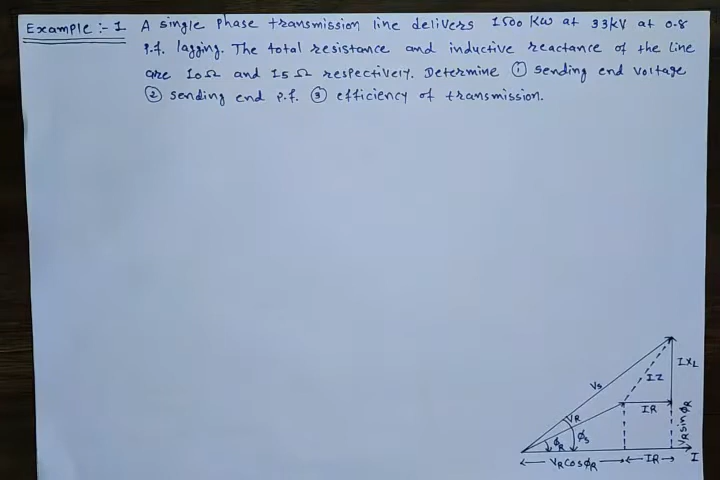 Example :- 1 A single phase transmission line delivers 1500 KW at 33KV at 0.8
P.f. lagging. The total resistance and inductive reactance of the line
are 10Ω and 15Ω respectively. Determine ① sending end voltage
② sending end P.f. ③ efficiency of transmission.
IXL
IZ
Vs
IR
VR
VR sin ϕR
ϕs
ϕR
I
VR cos ϕR
IR